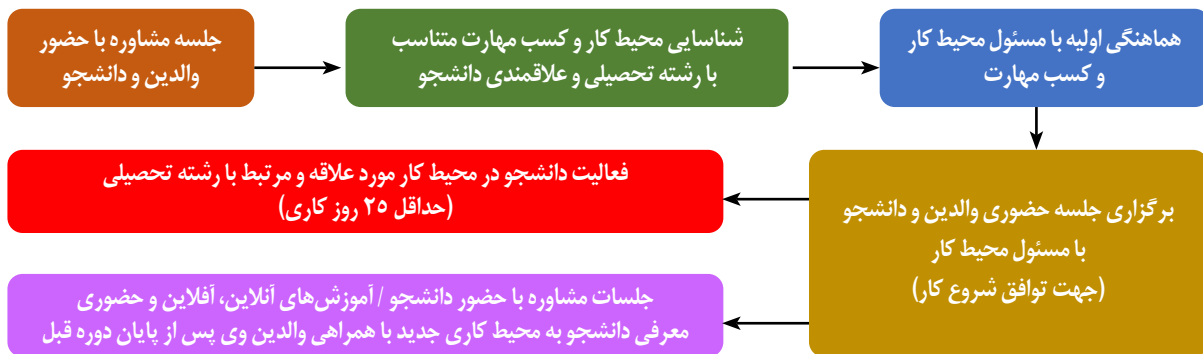 جلسه مشاوره با حضور
والدین و دانشجو
شناسایی محیط کار و کسب مهارت متناسب
با رشته تحصیلی و علاقمندی دانشجو
هماهنگی اولیه با مسئول محیط کار
و کسب مهارت
برگزاری جلسه حضوری والدین و دانشجو
با مسئول محیط کار
(جهت توافق شروع کار)
فعالیت دانشجو در محیط کار مورد علاقه و مرتبط با رشته تحصیلی
(حداقل ۲۵ روز کاری)
جلسات مشاوره با حضور دانشجو / آموزش‌های آنلاین، آفلاین و حضوری
معرفی دانشجو به محیط کاری جدید با همراهی والدین وی پس از پایان دوره قبل